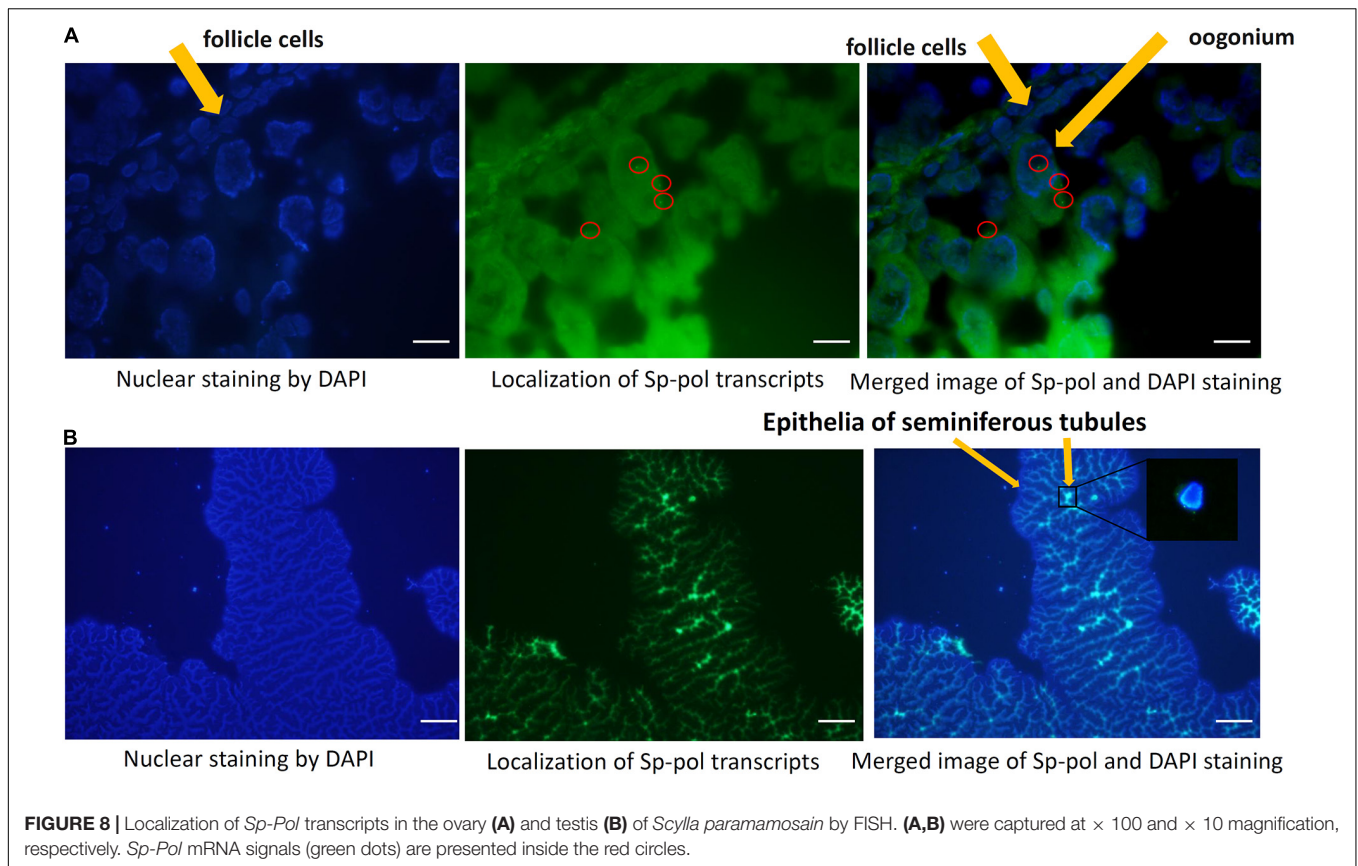 A
follicle cells
follicle cells
oogonium
Nuclear staining by DAPI
Localization of Sp-pol transcripts
Merged image of Sp-pol and DAPI staining
B
Epithelia of seminiferous tubules
Nuclear staining by DAPI
Localization of Sp-pol transcripts
Merged image of Sp-pol and DAPI staining
FIGURE 8 | Localization of Sp-Pol transcripts in the ovary (A) and testis (B) of Scylla paramamosain by FISH. (A,B) were captured at × 100 and × 10 magnification,
respectively. Sp-Pol mRNA signals (green dots) are presented inside the red circles.